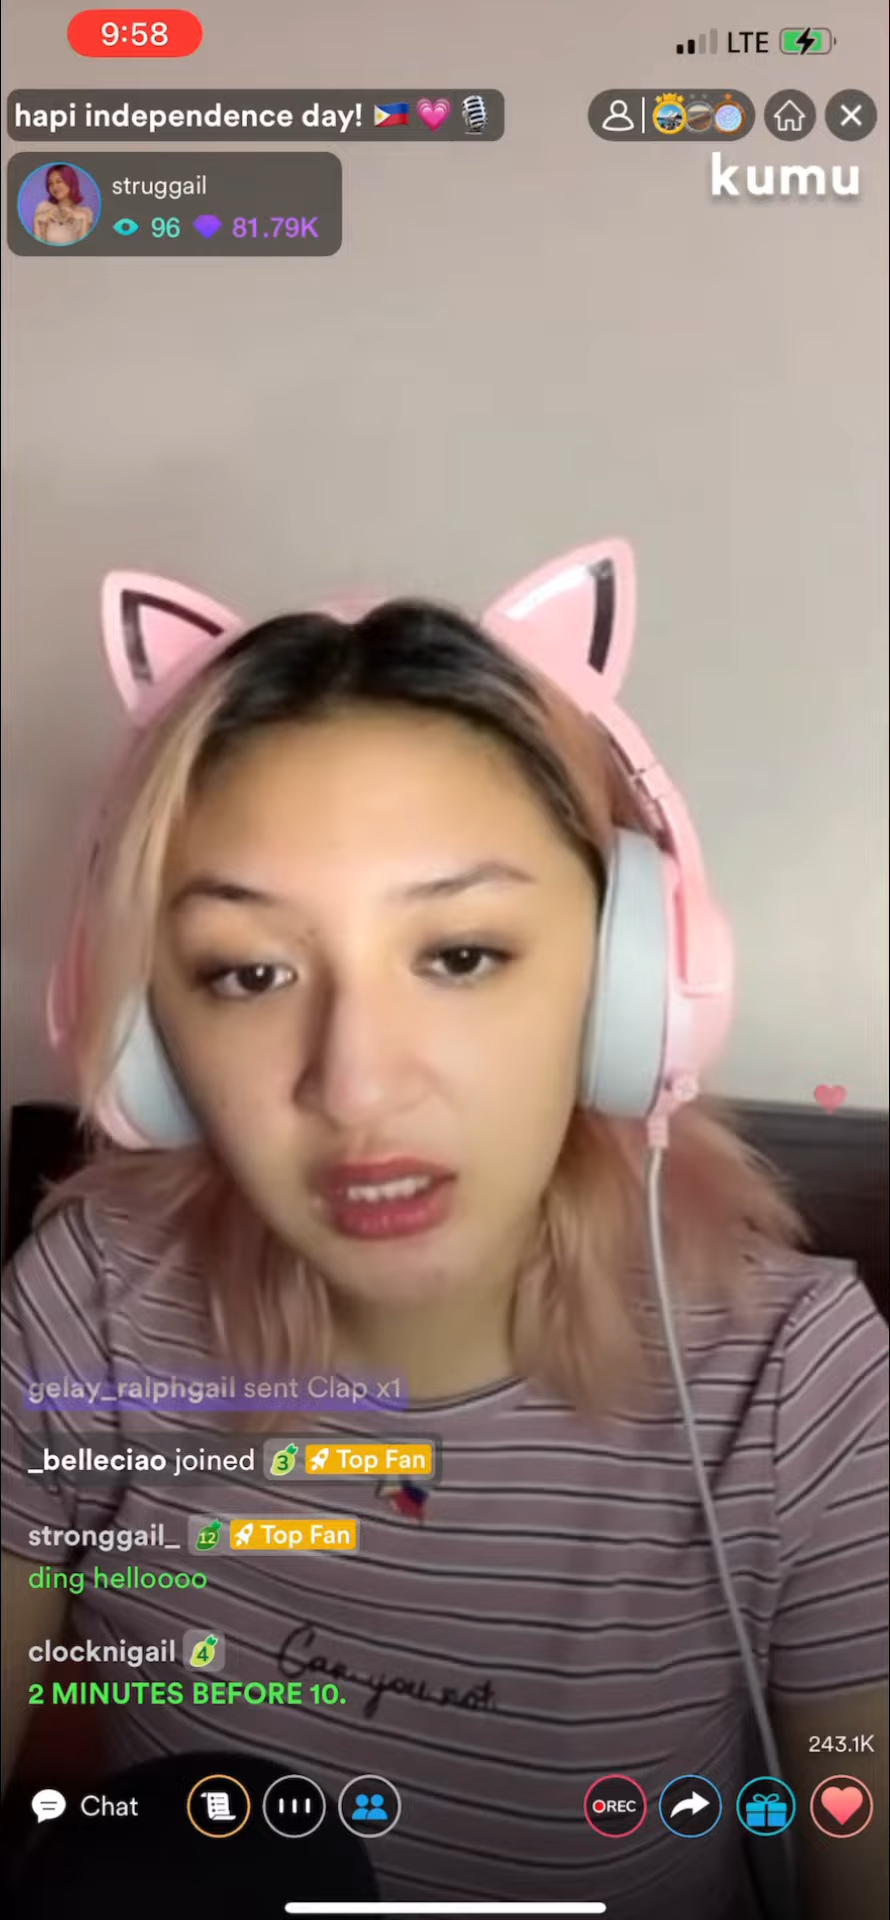 9:58
LTE
hapi independence day! 🇵🇭 💗 🎙️
kumu
struggail
96 81.79K
gelay_ralphgail sent Clap x1
_belleciao joined 3 Top Fan
stronggail_ 12 Top Fan
ding helloooo
clocknigail 4
2 MINUTES BEFORE 10.
Can you not
243.1K
Chat
REC